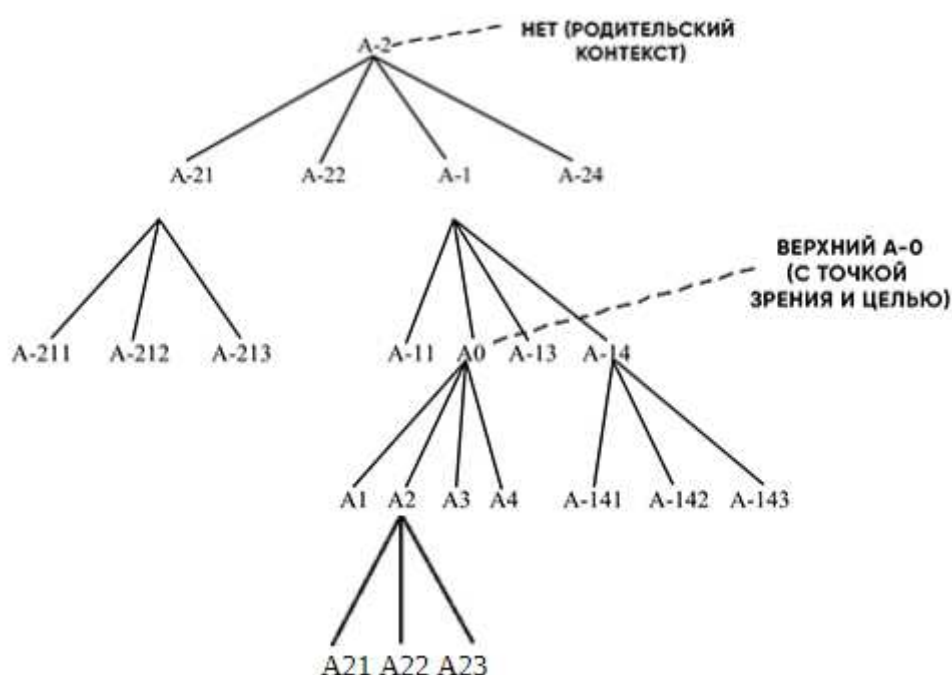 НЕТ (РОДИТЕЛЬСКИЙ
КОНТЕКСТ)
А-2
А-21 А-22 А-1 А-24
ВЕРХНИЙ А-0
(С ТОЧКОЙ
ЗРЕНИЯ И ЦЕЛЬЮ)
А-211 А-212 А-213 А-11 А0 А-13 А-14
А1 А2 А3 А4 А-141 А-142 А-143
А21 А22 А23